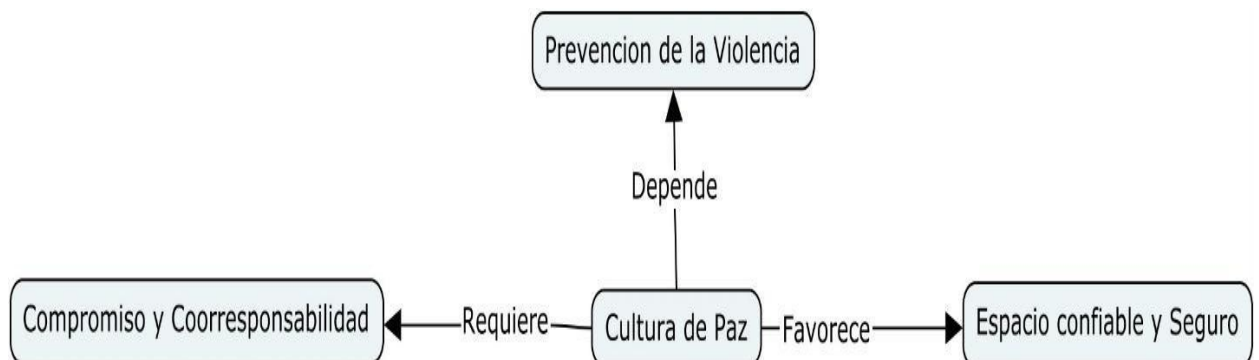 Prevencion de la Violencia
Depende
Compromiso y Coorresponsabilidad
Requiere
Cultura de Paz
Favorece
Espacio confiable y Seguro